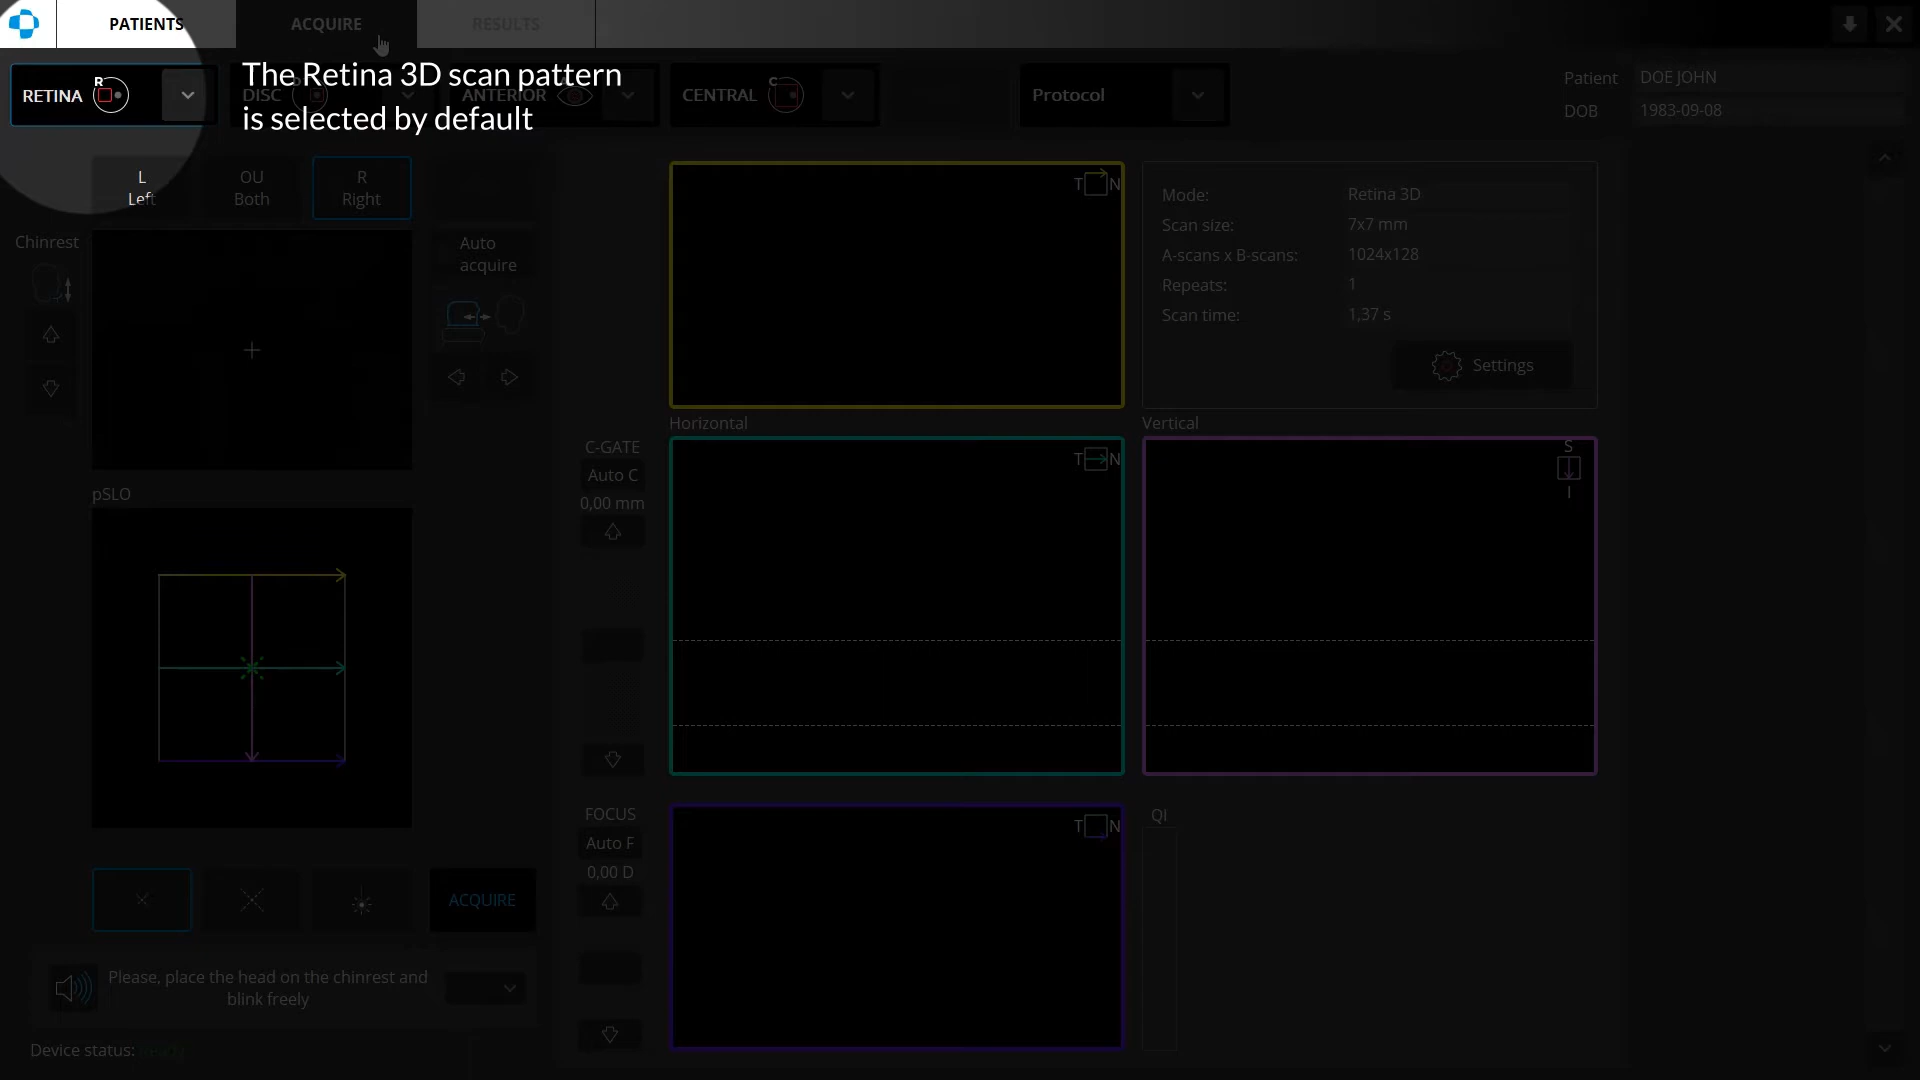 PATIENTS
ACQUIRE
RESULTS
RETINA
R
DISC
ANTERIOR
CENTRAL
C
Protocol
The Retina 3D scan pattern
is selected by default
Patient
DOE JOHN
DOB
1983-09-08
L
Left
OU
Both
R
Right
Chinrest
Auto
acquire
T
N
Mode:
Retina 3D
Scan size:
7x7 mm
A-scans x B-scans:
1024x128
Repeats:
1
Scan time:
1,37 s
Settings
Horizontal
Vertical
C-GATE
Auto C
0,00 mm
T
N
S
I
pSLO
FOCUS
Auto F
0,00 D
T
N
QI
ACQUIRE
Please, place the head on the chinrest and
blink freely
Device status: Ready